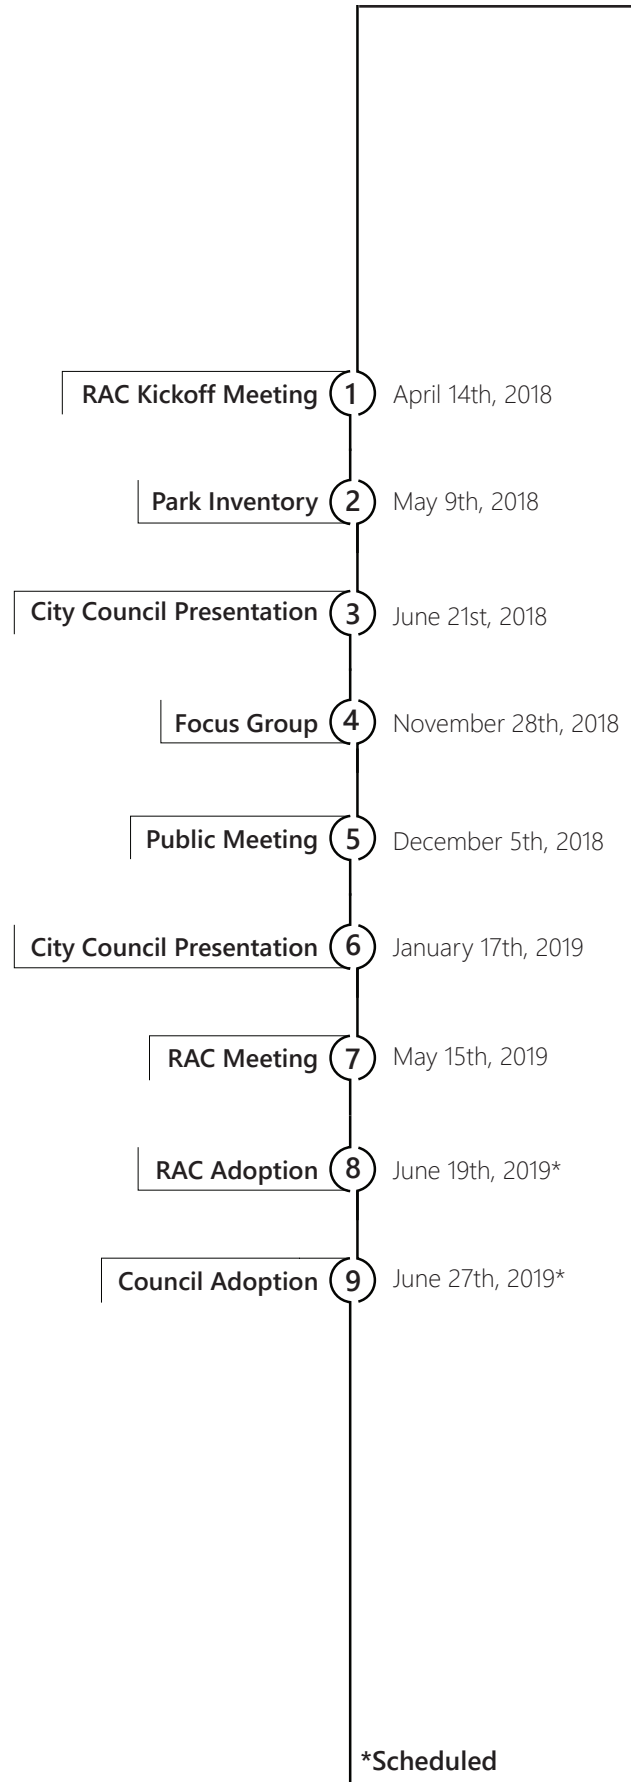 RAC Kickoff Meeting 1 April 14th, 2018
Park Inventory 2 May 9th, 2018
City Council Presentation 3 June 21st, 2018
Focus Group 4 November 28th, 2018
Public Meeting 5 December 5th, 2018
City Council Presentation 6 January 17th, 2019
RAC Meeting 7 May 15th, 2019
RAC Adoption 8 June 19th, 2019*
Council Adoption 9 June 27th, 2019*
*Scheduled